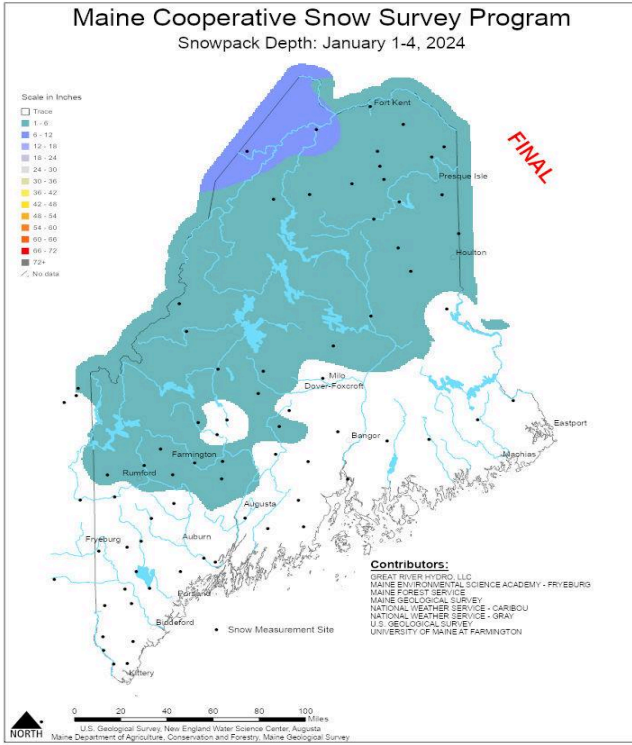 Maine Cooperative Snow Survey Program
Snowpack Depth: January 1-4, 2024
Scale in Inches
Trace
1 - 6
6 - 12
12 - 18
18 - 24
24 - 30
30 - 36
36 - 42
42 - 48
48 - 54
54 - 60
60 - 66
66 - 72
72+
No data
FINAL
Fort Kent
Presque Isle
Houlton
Milo
Dover-Foxcroft
Eastport
Bangor
Machias
Farmington
Rumford
Augusta
Auburn
Fryeburg
Portland
Biddeford
Kittery
Snow Measurement Site
Contributors:
GREAT RIVER HYDRO, LLC
MAINE ENVIRONMENTAL SCIENCE ACADEMY - FRYEBURG
MAINE FOREST SERVICE
MAINE GEOLOGICAL SURVEY
NATIONAL WEATHER SERVICE - CARIBOU
NATIONAL WEATHER SERVICE - GRAY
U.S. GEOLOGICAL SURVEY
UNIVERSITY OF MAINE AT FARMINGTON
0 20 40 60 80 100
Miles
NORTH
U.S. Geological Survey, New England Water Science Center, Augusta
Maine Department of Agriculture, Conservation and Forestry, Maine Geological Survey